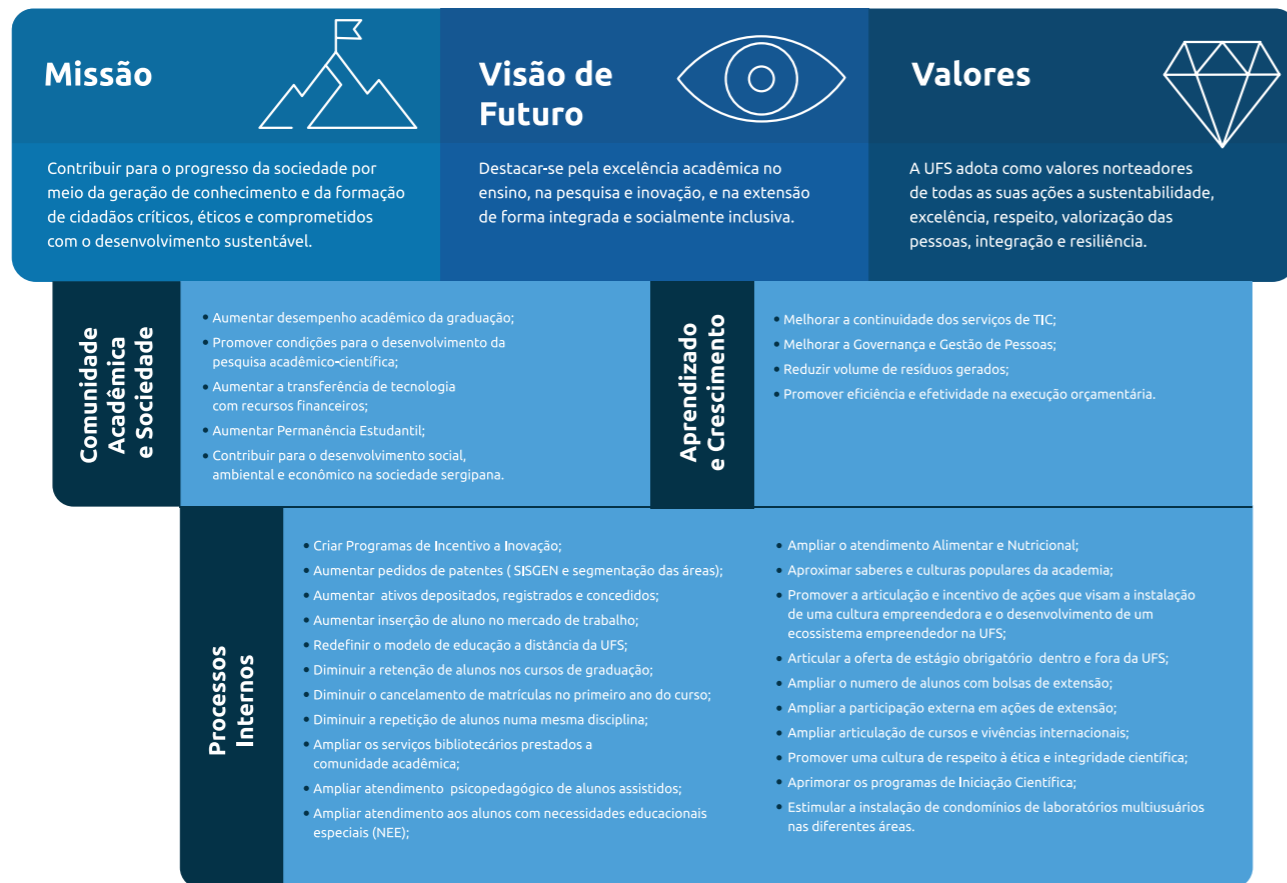 Missão
Contribuir para o progresso da sociedade por
meio da geração de conhecimento e da formação
de cidadãos críticos, éticos e comprometidos
com o desenvolvimento sustentável.
Visão de
Futuro
Destacar-se pela excelência acadêmica no
ensino, na pesquisa e inovação, e na extensão
de forma integrada e socialmente inclusiva.
Valores
A UFS adota como valores norteadores
de todas as suas ações a sustentabilidade,
excelência, respeito, valorização das
pessoas, integração e resiliência.
Comunidade
Acadêmica
e Sociedade
• Aumentar desempenho acadêmico da graduação;
• Promover condições para o desenvolvimento da
pesquisa acadêmico-científica;
• Aumentar a transferência de tecnologia
com recursos financeiros;
• Aumentar Permanência Estudantil;
• Contribuir para o desenvolvimento social,
ambiental e econômico na sociedade sergipana.
Aprendizado
e Crescimento
• Melhorar a continuidade dos serviços de TIC;
• Melhorar a Governança e Gestão de Pessoas;
• Reduzir volume de resíduos gerados;
• Promover eficiência e efetividade na execução orçamentária.
Processos
Internos
• Criar Programas de Incentivo a Inovação;
• Aumentar pedidos de patentes ( SISGEN e segmentação das áreas);
• Aumentar ativos depositados, registrados e concedidos;
• Aumentar inserção de aluno no mercado de trabalho;
• Redefinir o modelo de educação a distância da UFS;
• Diminuir a retenção de alunos nos cursos de graduação;
• Diminuir o cancelamento de matrículas no primeiro ano do curso;
• Diminuir a repetição de alunos numa mesma disciplina;
• Ampliar os serviços bibliotecários prestados a
comunidade acadêmica;
• Ampliar atendimento psicopedagógico de alunos assistidos;
• Ampliar atendimento aos alunos com necessidades educacionais
especiais (NEE);
• Ampliar o atendimento Alimentar e Nutricional;
• Aproximar saberes e culturas populares da academia;
• Promover a articulação e incentivo de ações que visam a instalação
de uma cultura empreendedora e o desenvolvimento de um
ecossistema empreendedor na UFS;
• Articular a oferta de estágio obrigatório dentro e fora da UFS;
• Ampliar o numero de alunos com bolsas de extensão;
• Ampliar a participação externa em ações de extensão;
• Ampliar articulação de cursos e vivências internacionais;
• Promover uma cultura de respeito à ética e integridade científica;
• Aprimorar os programas de Iniciação Científica;
• Estimular a instalação de condomínios de laboratórios multiusuários
nas diferentes áreas.